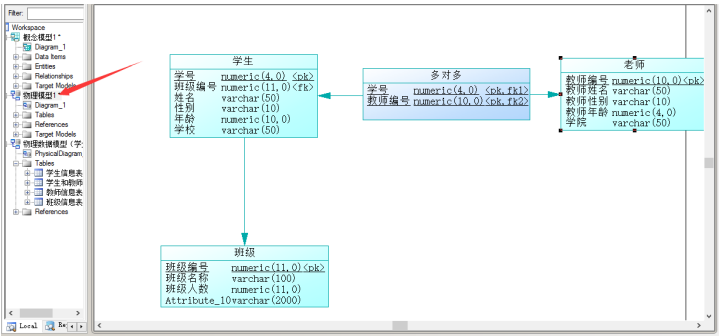 Filter:
Workspace
概念模型1 *
Diagram_1
Data Items
Entities
Relationships
Target Models
物理模型1 *
Diagram_1
Tables
References
Target Models
物理数据模型（学
PhysicalDiagram_
Tables
学生信息表
学生和教师
教师信息表
班级信息表
References
Local
学生
学号 numeric(4,0) <pk>
班级编号 numeric(11,0)<fk>
姓名 varchar(50)
性别 varchar(10)
年龄 numeric(10,0)
学校 varchar(50)
多对多
学号 numeric(4,0) <pk,fk1>
教师编号 numeric(10,0)<pk,fk2>
老师
教师编号 numeric(10,0)<pk>
教师姓名 varchar(50)
教师性别 varchar(10)
教师年龄 numeric(4,0)
学院 varchar(50)
班级
班级编号 numeric(11,0)<pk>
班级名称 varchar(100)
班级人数 numeric(11,0)
Attribute_10varchar(2000)